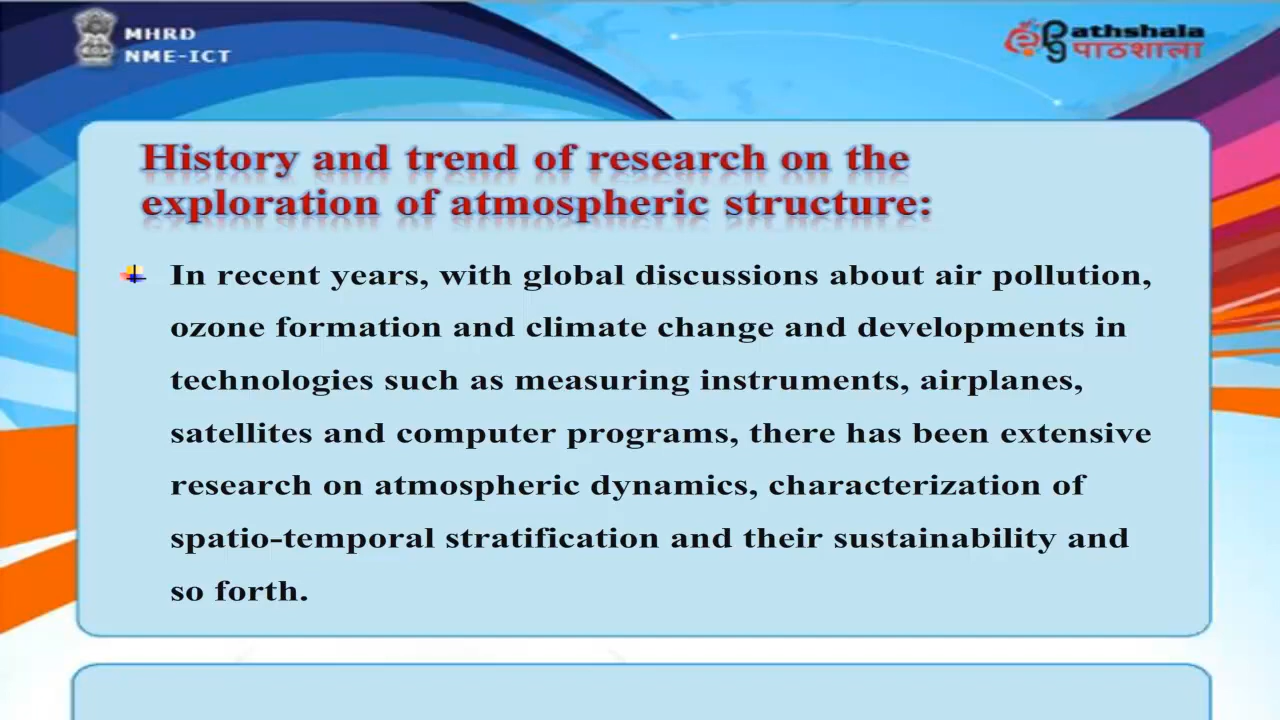 MHRD
NME-ICT
ePG athshala
पाठशाला
History and trend of research on the
exploration of atmospheric structure:
In recent years, with global discussions about air pollution,
ozone formation and climate change and developments in
technologies such as measuring instruments, airplanes,
satellites and computer programs, there has been extensive
research on atmospheric dynamics, characterization of
spatio-temporal stratification and their sustainability and
so forth.